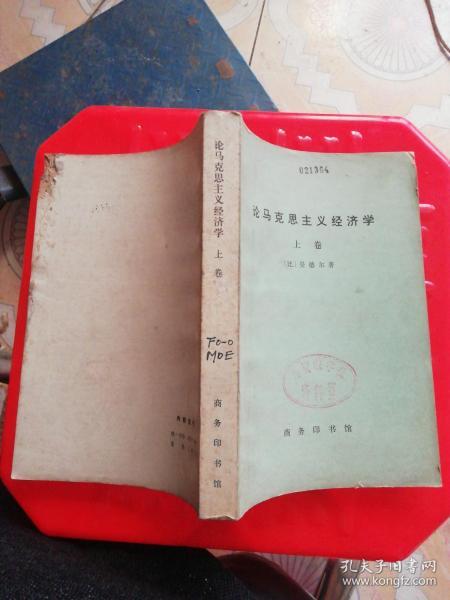 021364
论马克思主义经济学
上卷
〔比〕曼德尔著
商务印书馆
论马克思主义经济学
上卷
FO-0
MDE
商务印书馆
孔夫子旧书网
www.kongfz.com